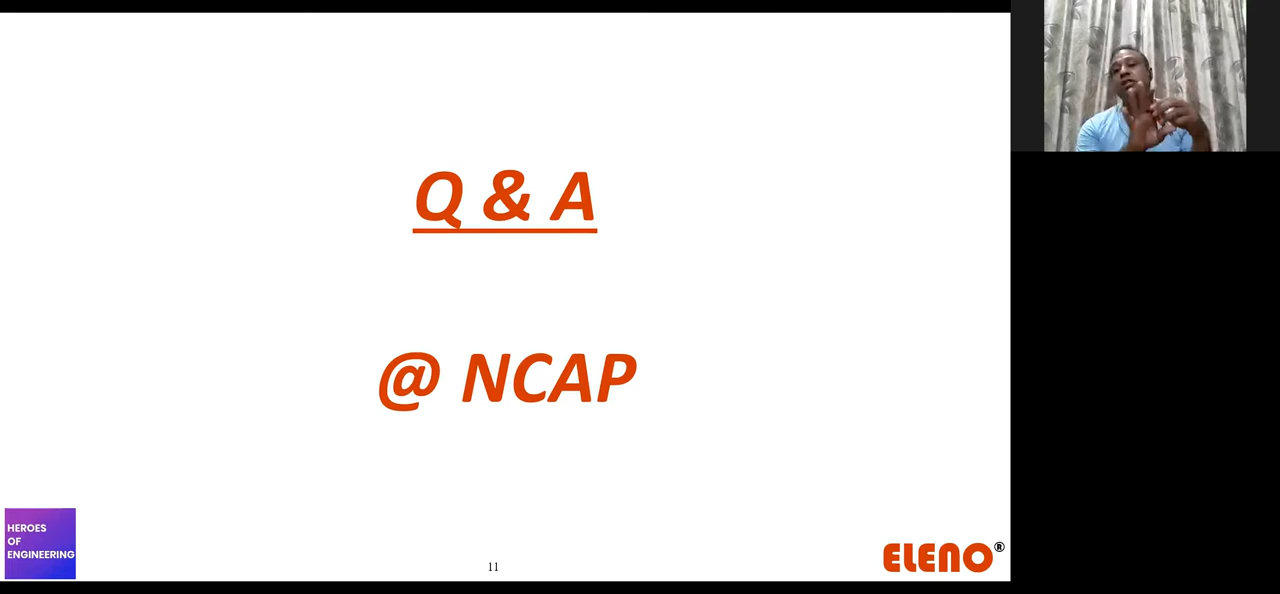 Q & A
@ NCAP
HEROES
OF
ENGINEERING
11
ELENO®